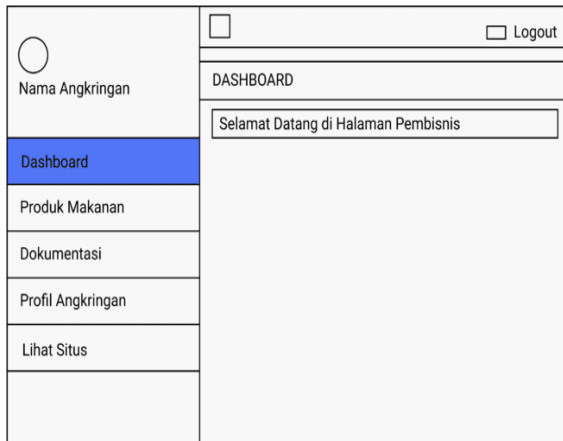 Nama Angkringan
Dashboard
Produk Makanan
Dokumentasi
Profil Angkringan
Lihat Situs
Logout
DASHBOARD
Selamat Datang di Halaman Pembisnis